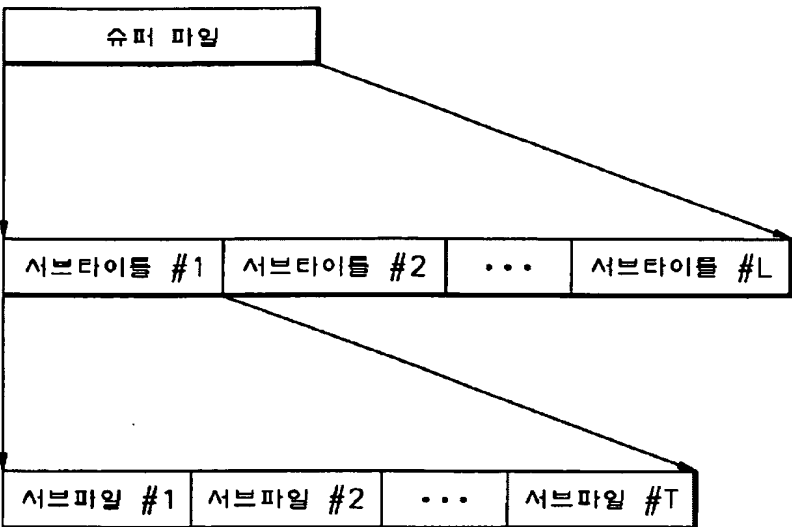 슈퍼 파일
서브타이틀 #1 서브타이틀 #2 ... 서브타이틀 #L
서브파일 #1 서브파일 #2 ... 서브파일 #T